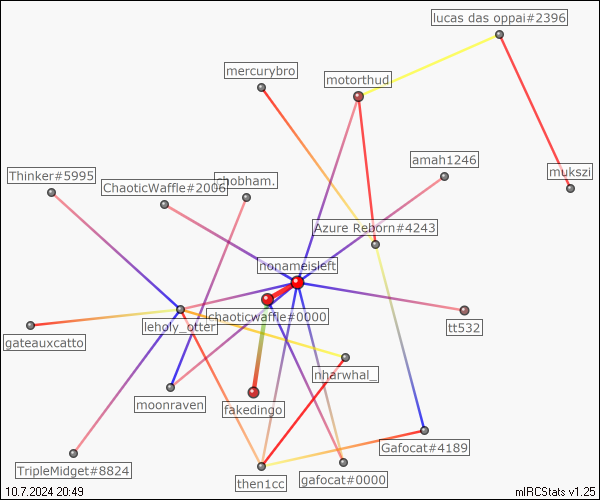 lucas das oppai#2396
mercurybro
motorthud
amah1246
Thinker#5995
mukszi
ChaoticWaffle#2006
chobham.
Azure Reborn#4243
nonameisleft
chaoticwaffle#0000
leholy_otter
tt532
gateauxcatto
nharwhal_
moonraven
fakedingo
Gafocat#4189
TripleMidget#8824
then1cc
gafocat#0000
10.7.2024 20:49
mIRCStats v1.25